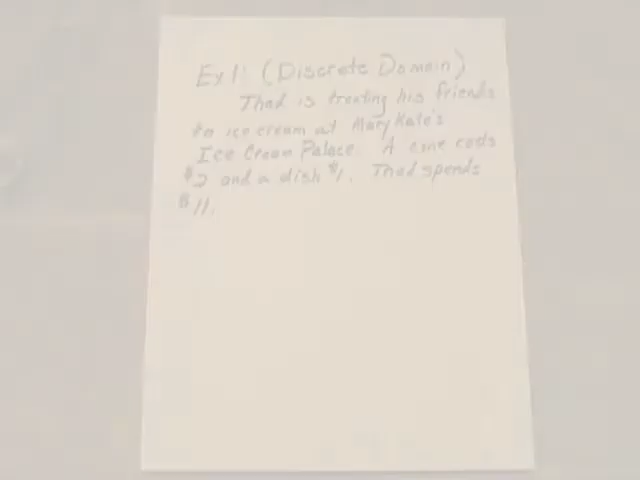 Ex 1: (Discrete Domain)
Thad is treating his friends
to ice cream at Mary Kate's
Ice Cream Palace. A cone costs
$2 and a dish $1. Thad spends
$11.